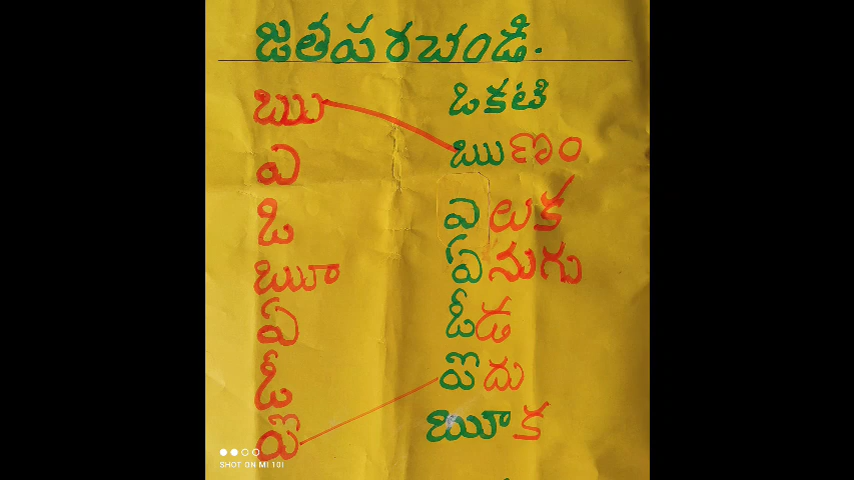 జతపరచండి.
ఋ ఒకటి
ఎ ఋణం
ఒ ఎలుక
ౠ ఏనుగు
ఏ ఓడ
ఓ ఐదు
ఐ ౠక
SHOT ON MI 10I